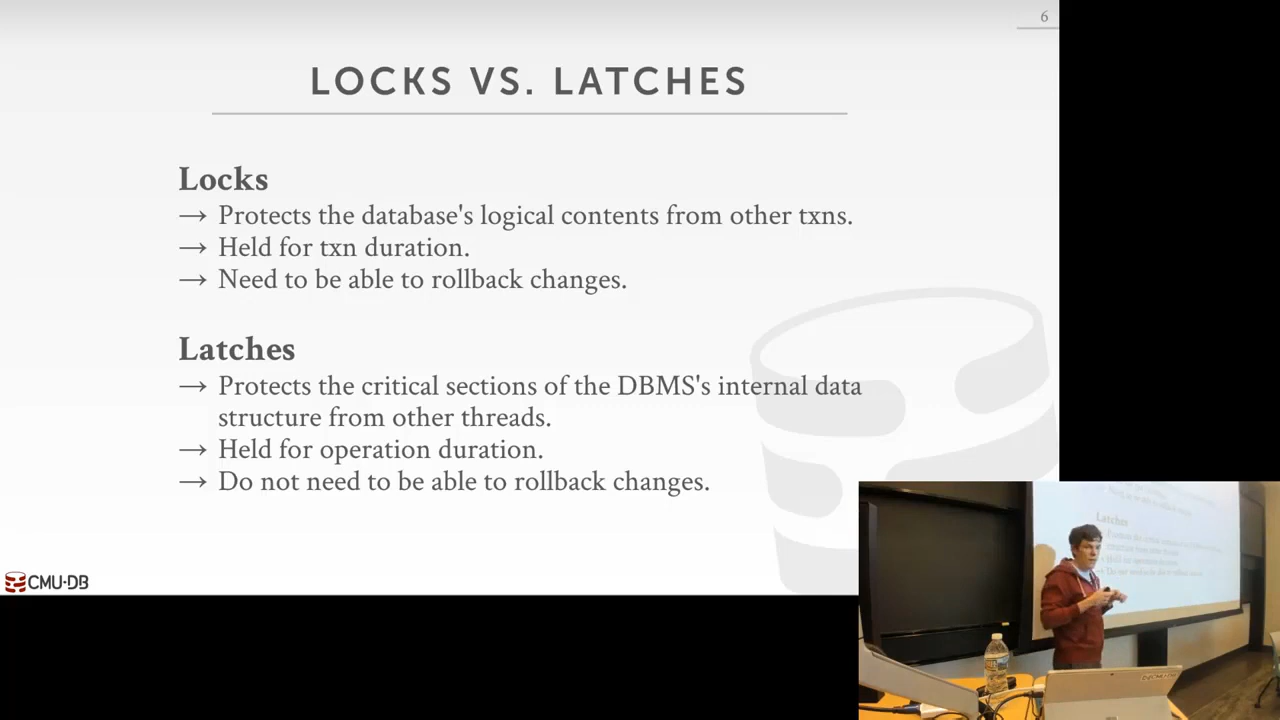 6
LOCKS VS. LATCHES
Locks
→ Protects the database's logical contents from other txns.
→ Held for txn duration.
→ Need to be able to rollback changes.
Latches
→ Protects the critical sections of the DBMS's internal data
structure from other threads.
→ Held for operation duration.
→ Do not need to be able to rollback changes.
CMU·DB
Latches